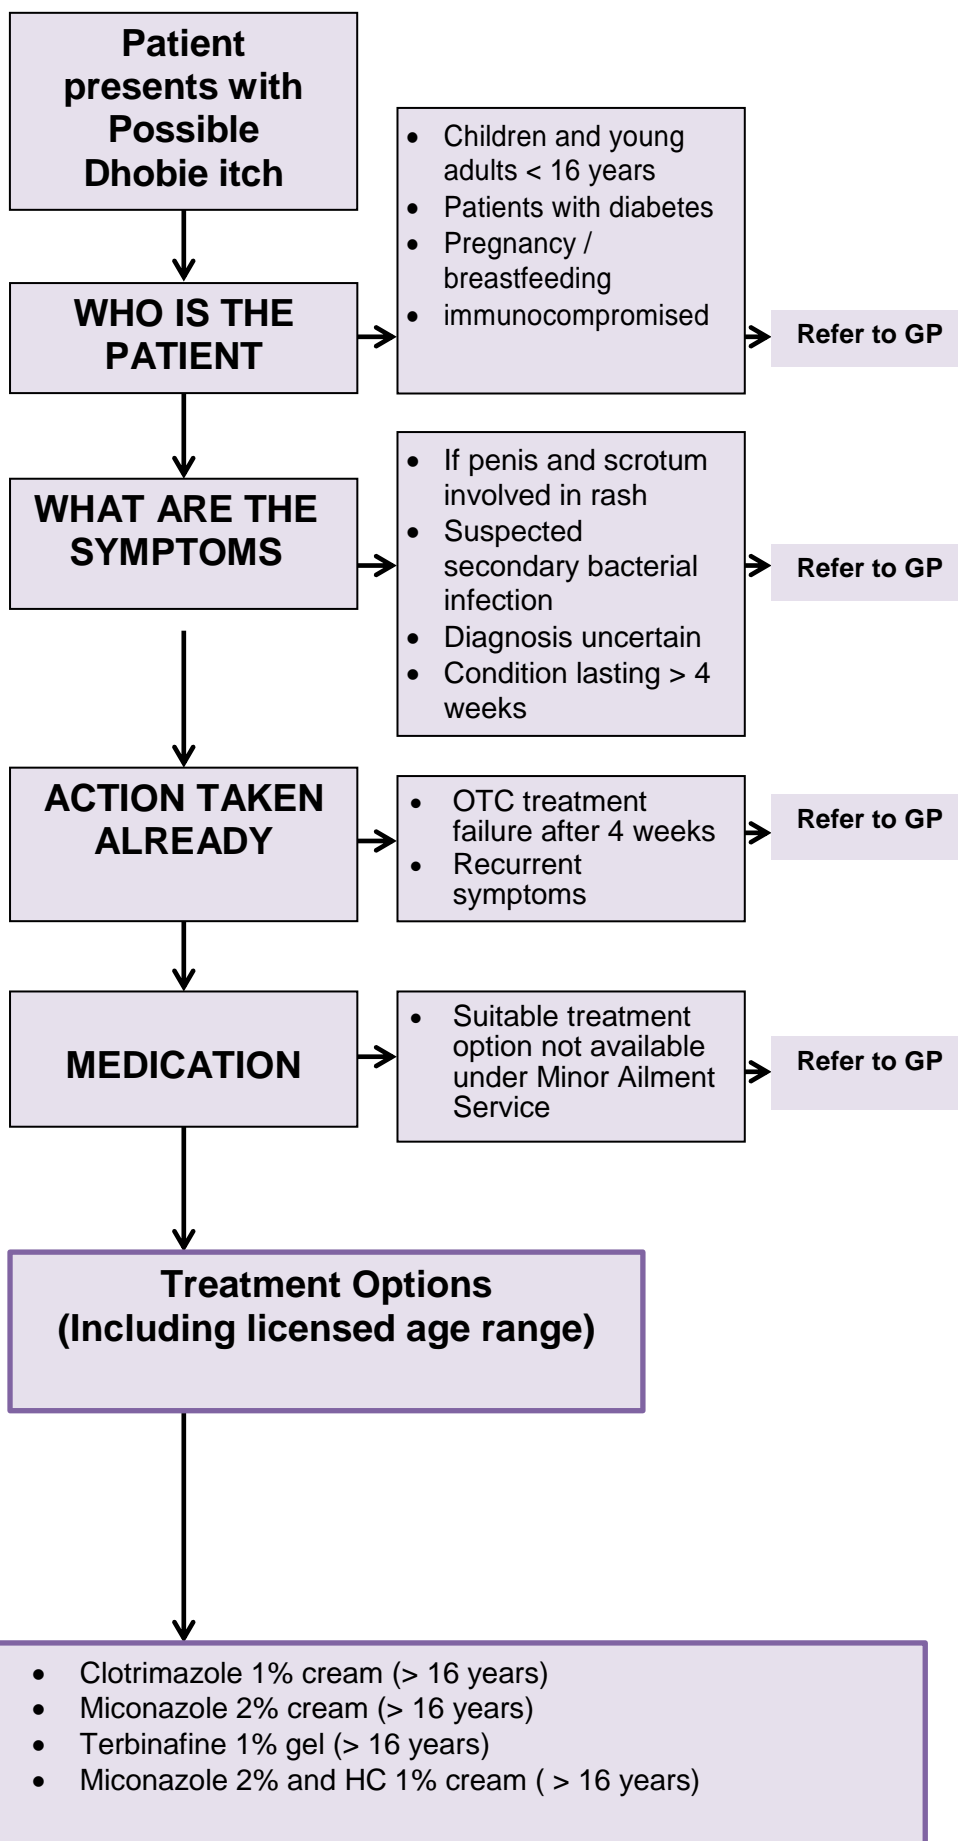 Patient
presents with
Possible
Dhobie itch
WHO IS THE
PATIENT
• Children and young
adults < 16 years
• Patients with diabetes
• Pregnancy /
breastfeeding
• immunocompromised
Refer to GP
WHAT ARE THE
SYMPTOMS
• If penis and scrotum
involved in rash
• Suspected
secondary bacterial
infection
• Diagnosis uncertain
• Condition lasting > 4
weeks
Refer to GP
ACTION TAKEN
ALREADY
• OTC treatment
failure after 4 weeks
• Recurrent
symptoms
Refer to GP
MEDICATION
• Suitable treatment
option not available
under Minor Ailment
Service
Refer to GP
Treatment Options
(Including licensed age range)
• Clotrimazole 1% cream (> 16 years)
• Miconazole 2% cream (> 16 years)
• Terbinafine 1% gel (> 16 years)
• Miconazole 2% and HC 1% cream ( > 16 years)